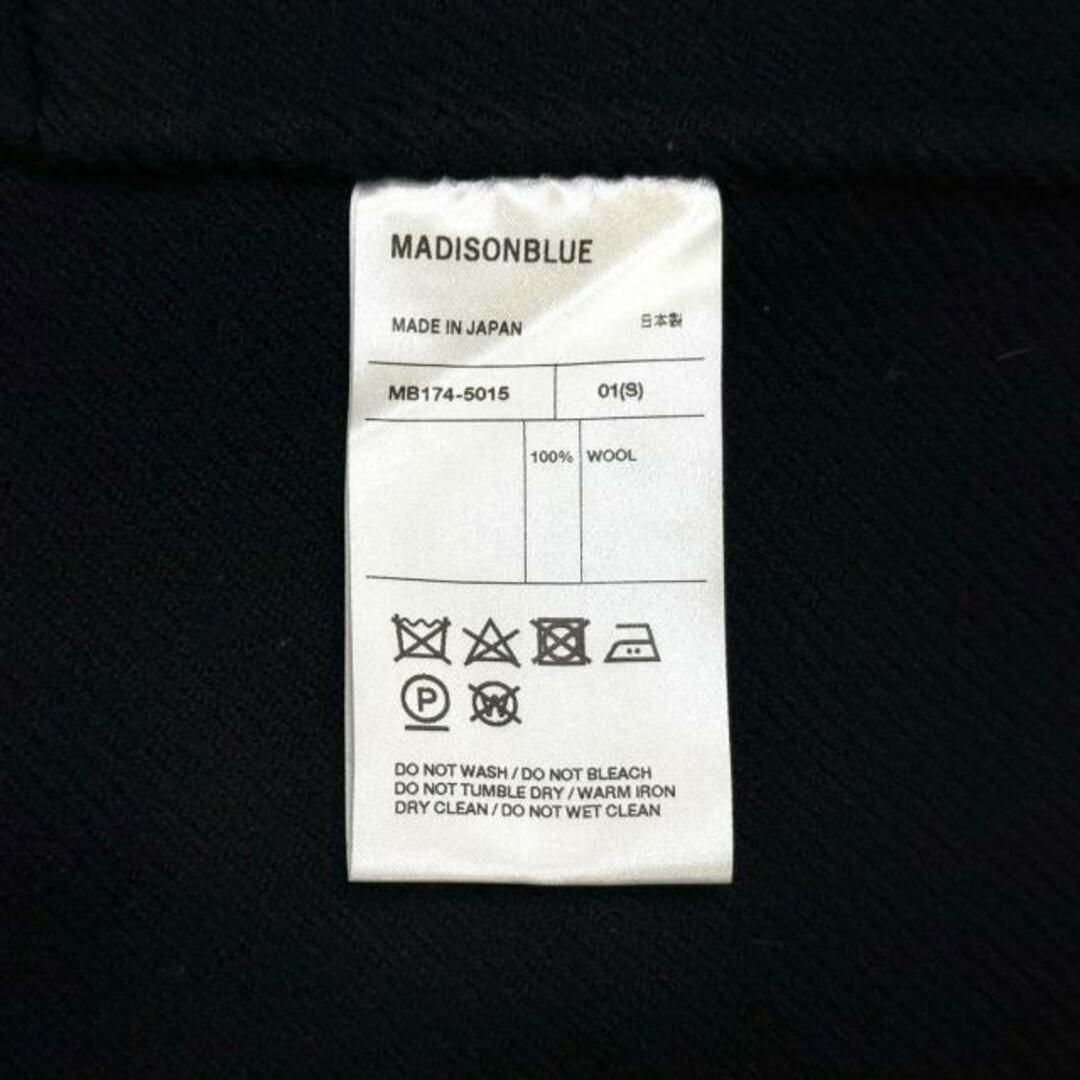 MADISONBLUE
MADE IN JAPAN 日本製
MB174-5015 01(S)
100% WOOL
P W
DO NOT WASH / DO NOT BLEACH
DO NOT TUMBLE DRY / WARM IRON
DRY CLEAN / DO NOT WET CLEAN